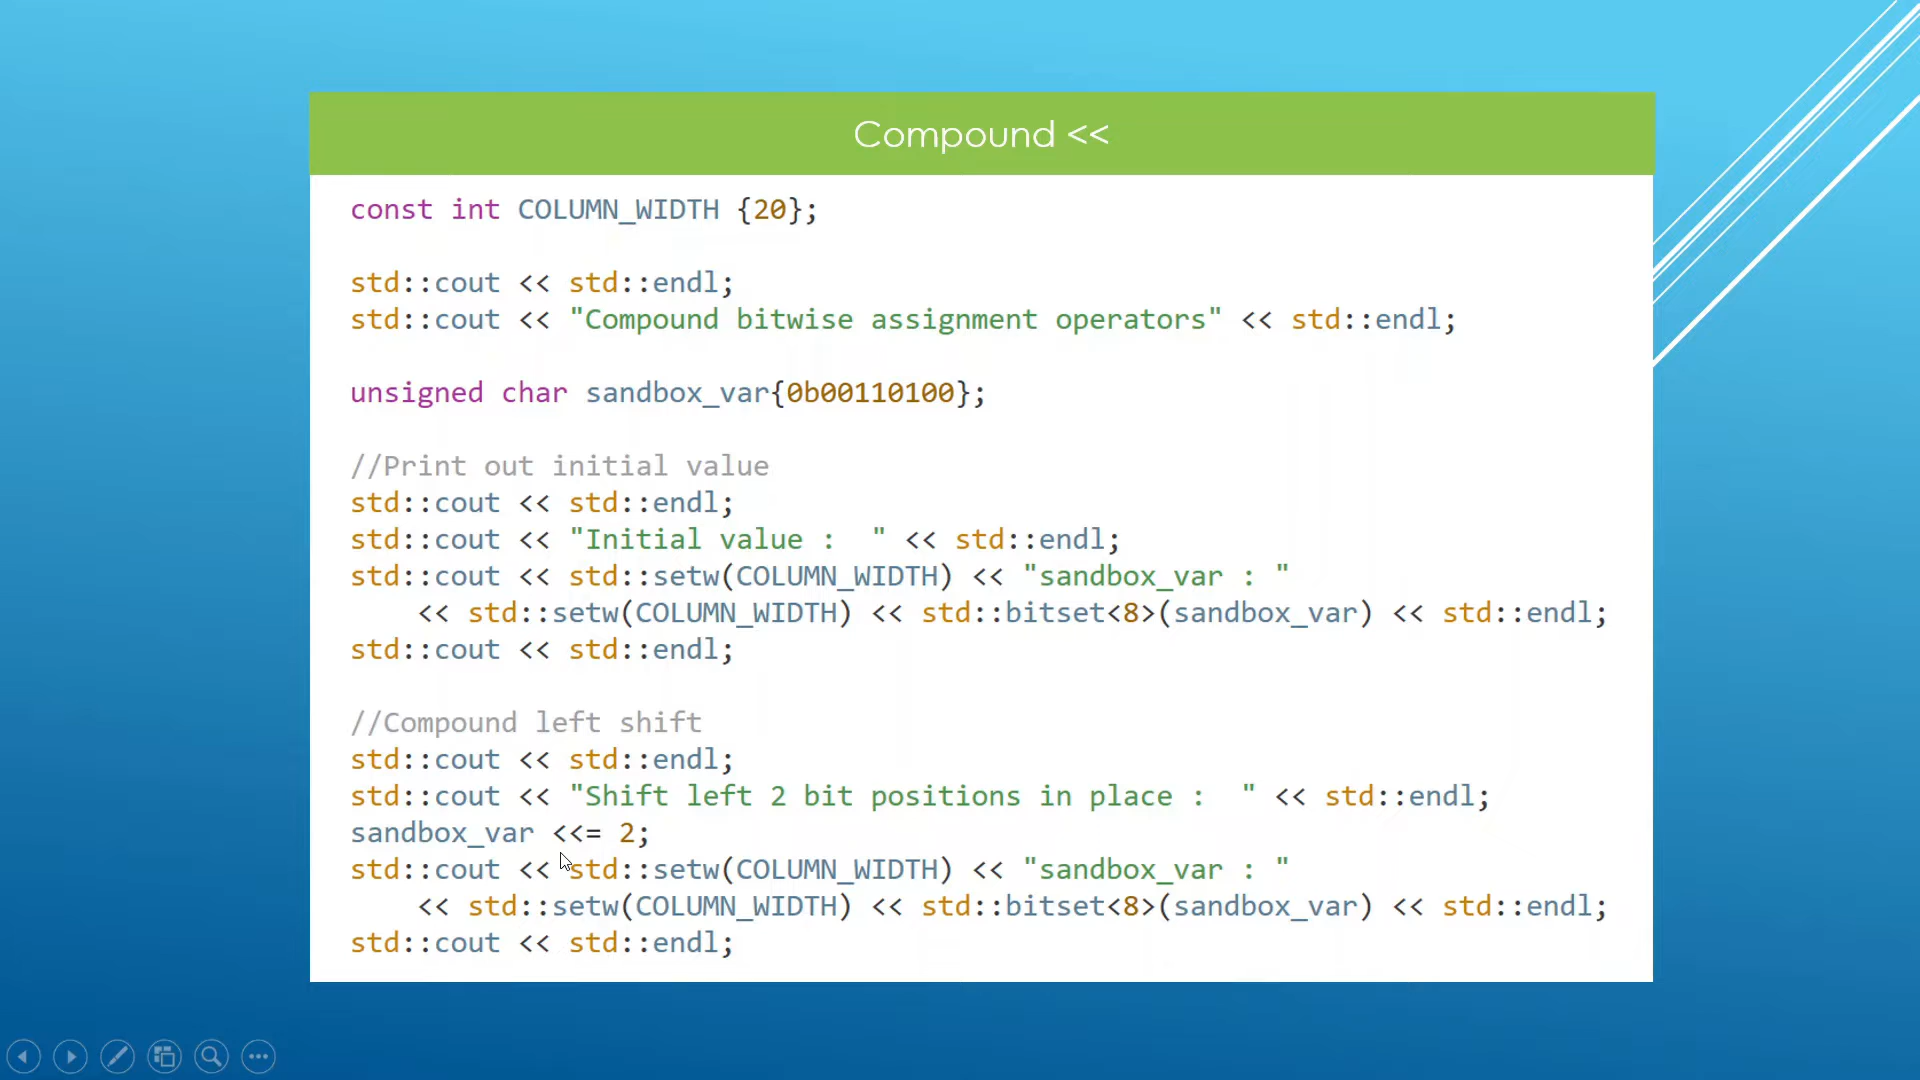 Compound <<
const int COLUMN_WIDTH {20};
std::cout << std::endl;
std::cout << "Compound bitwise assignment operators" << std::endl;
unsigned char sandbox_var{0b00110100};
//Print out initial value
std::cout << std::endl;
std::cout << "Initial value :  " << std::endl;
std::cout << std::setw(COLUMN_WIDTH) << "sandbox_var : "
    << std::setw(COLUMN_WIDTH) << std::bitset<8>(sandbox_var) << std::endl;
std::cout << std::endl;
//Compound left shift
std::cout << std::endl;
std::cout << "Shift left 2 bit positions in place :  " << std::endl;
sandbox_var <<= 2;
std::cout << std::setw(COLUMN_WIDTH) << "sandbox_var : "
    << std::setw(COLUMN_WIDTH) << std::bitset<8>(sandbox_var) << std::endl;
std::cout << std::endl;